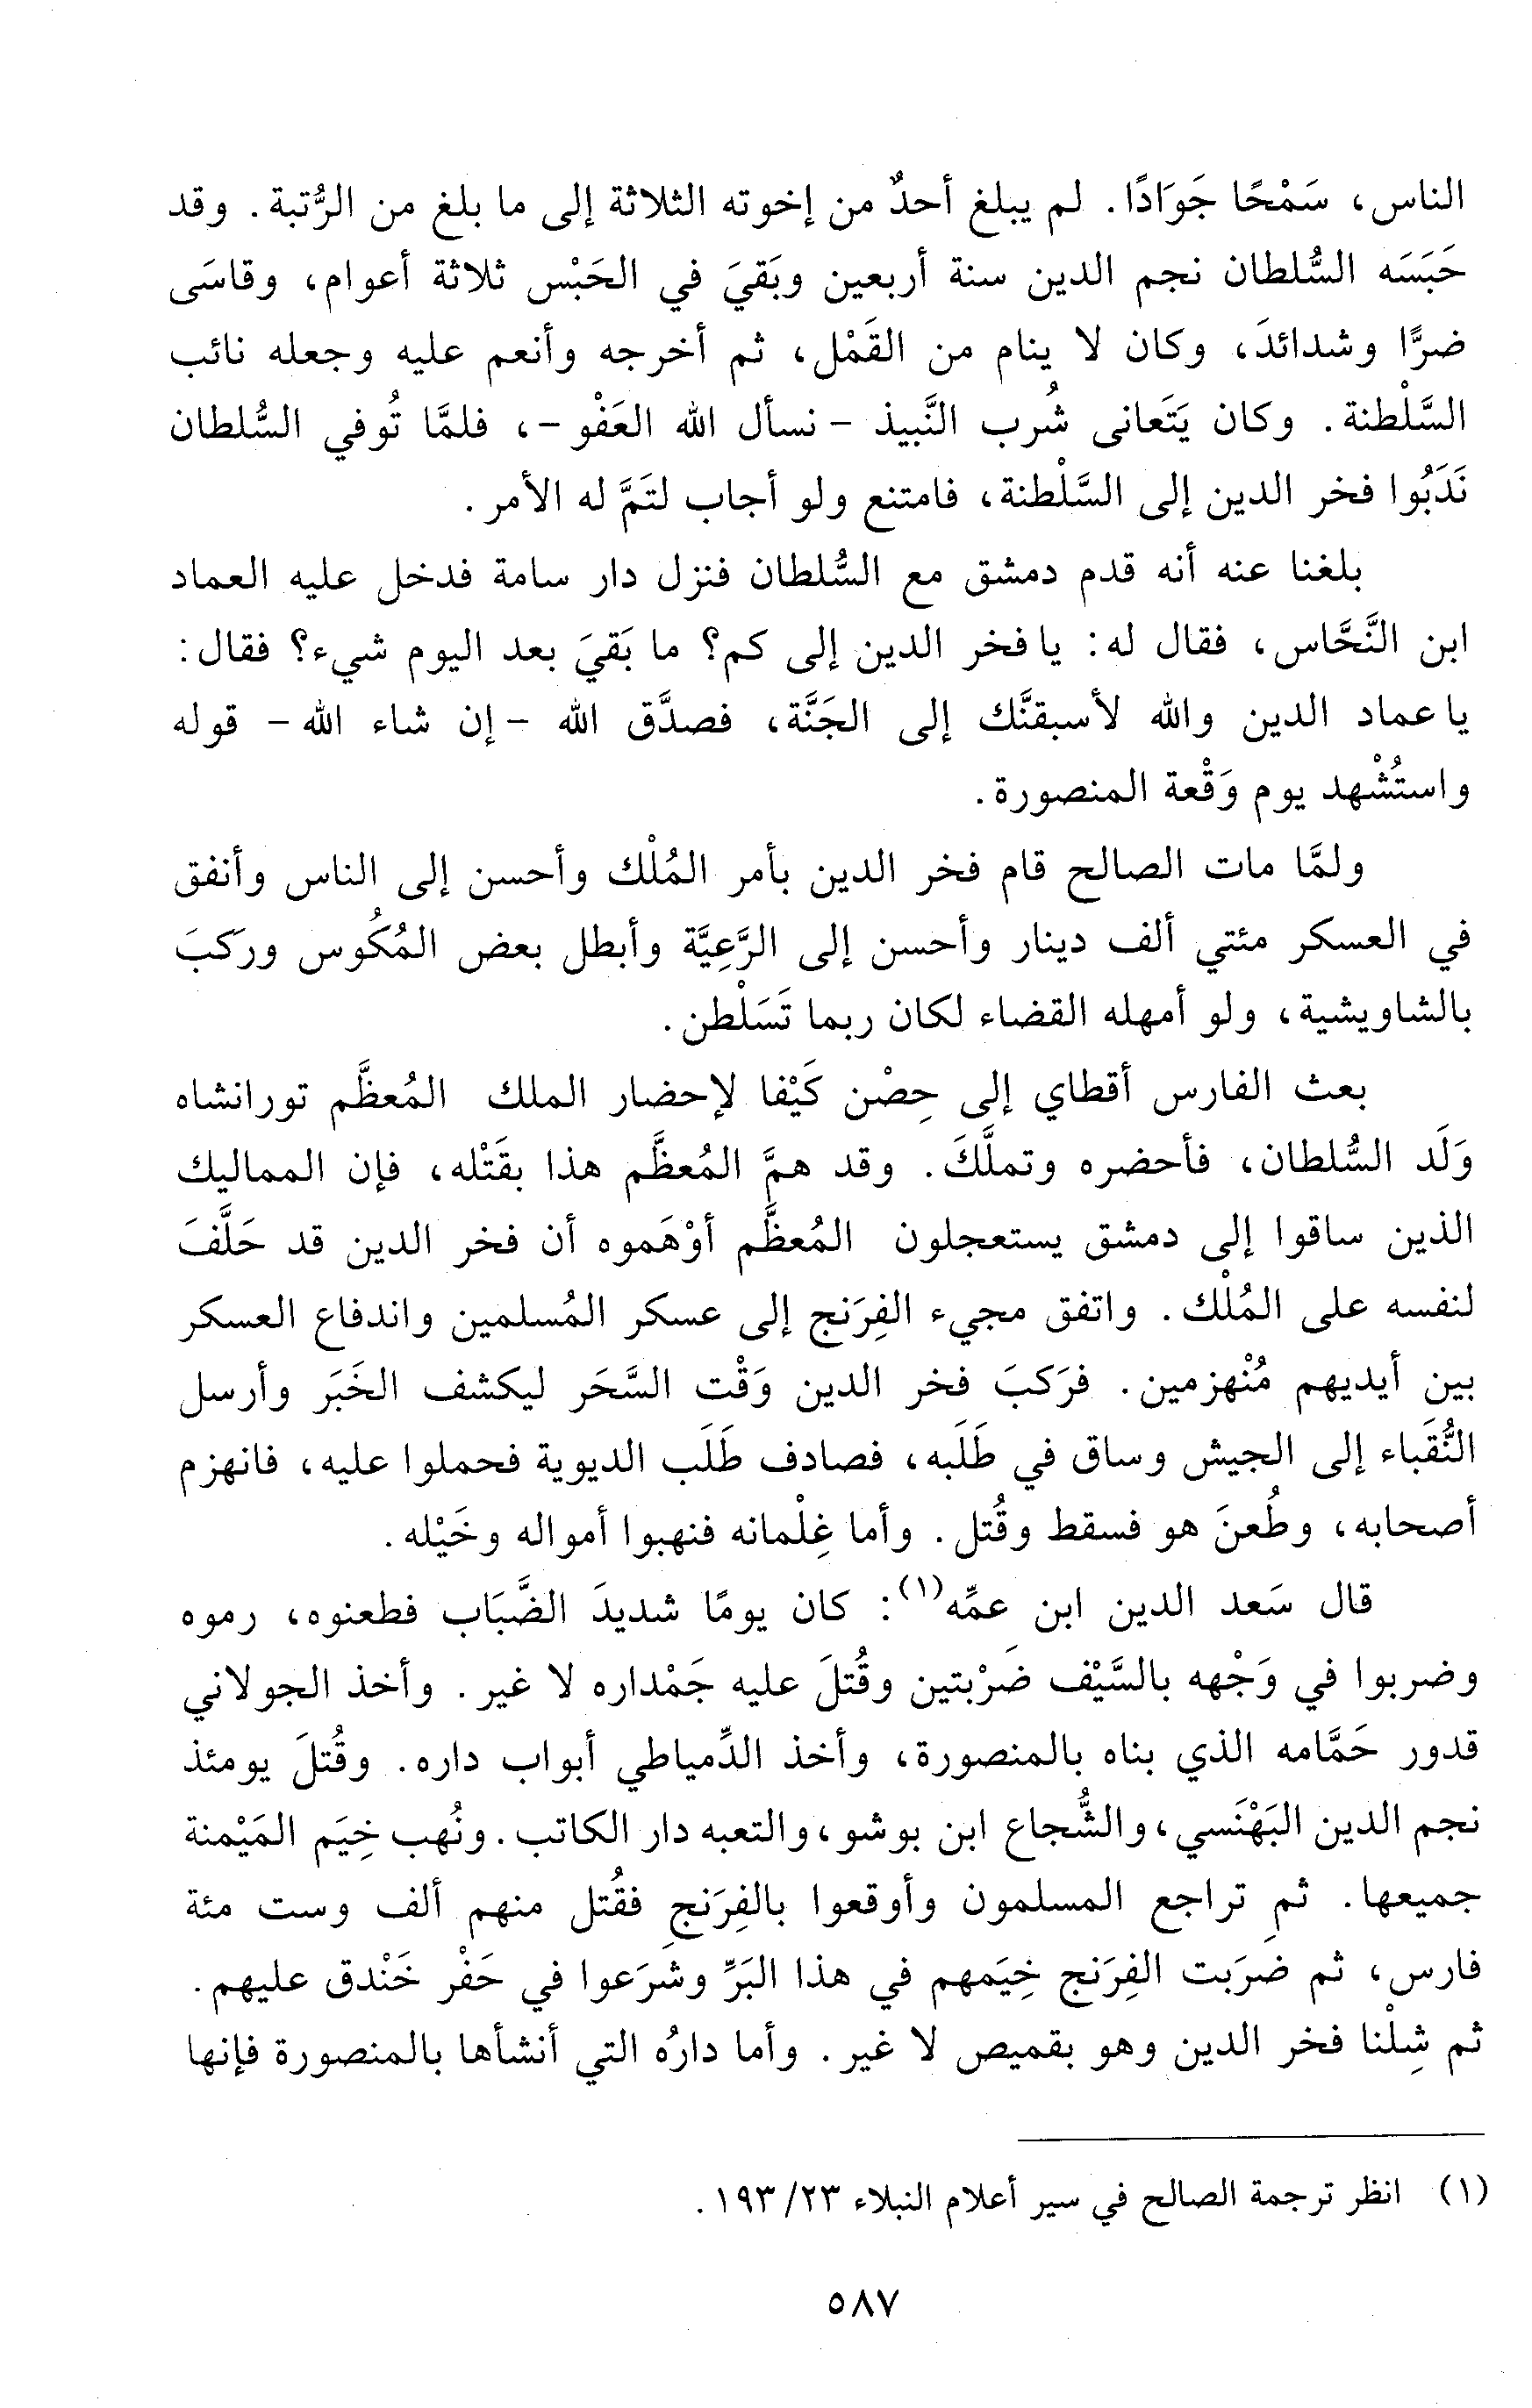 الناس، سَمْحًا جَوَادًا. لم يبلغ أحدٌ من إخوته الثلاثة إلى ما بلغ من الرُّتبة. وقد
حَبَسَه السُّلطان نجم الدين سنة أربعين وبَقيَ في الحَبْس ثلاثة أعوام، وقاسَى
ضرًّا وشدائدَ، وكان لا ينام من القَمْل، ثم أخرجه وأنعم عليه وجعله نائب
السَّلْطنة. وكان يَتَعانى شُرب النَّبيذ - نسأل الله العَفْو -، فلمَّا تُوفي السُّلطان
نَدَبُوا فخر الدين إلى السَّلْطنة، فامتنع ولو أجاب لتَمَّ له الأمر.
بلغنا عنه أنه قدم دمشق مع السُّلطان فنزل دار سامة فدخل عليه العماد
ابن النَّحَّاس، فقال له: يا فخر الدين إلى كم؟ ما بَقيَ بعد اليوم شيء؟ فقال:
يا عماد الدين والله لأسبقنَّك إلى الجَنَّة، فصدَّق الله - إن شاء الله - قوله
واستُشْهد يوم وَقْعة المنصورة.
ولمَّا مات الصالح قام فخر الدين بأمر المُلْك وأحسن إلى الناس وأنفق
في العسكر مئتي ألف دينار وأحسن إلى الرَّعِيَّة وأبطل بعض المُكُوس ورَكبَ
بالشاويشية، ولو أمهله القضاء لكان ربما تَسَلْطن.
بعث الفارس أقطاي إلى حِصْن كَيْفا لإحضار الملك المُعظَّم تورانشاه
وَلَد السُّلطان، فأحضره وتملَّكَ. وقد همَّ المُعظَّم هذا بقَتْله، فإن المماليك
الذين ساقوا إلى دمشق يستعجلون المُعظَّم أوْهَموه أن فخر الدين قد حَلَّفَ
لنفسه على المُلْك. واتفق مجيء الفِرَنج إلى عسكر المُسلمين واندفاع العسكر
بين أيديهم مُنْهزمين. فرَكبَ فخر الدين وَقْت السَّحَر ليكشف الخَبَر وأرسل
النُّقَباء إلى الجيش وساق في طَلَبه، فصادف طَلَب الديوية فحملوا عليه، فانهزم
أصحابه، وطُعنَ هو فسقط وقُتل. وأما غِلْمانه فنهبوا أمواله وخَيْله.
قال سَعد الدين ابن عمِّه(١): كان يومًا شديدَ الضَّبَاب فطعنوه، رموه
وضربوا في وَجْهه بالسَّيْف ضَرْبتين وقُتلَ عليه جَمْداره لا غير. وأخذ الجولاني
قدور حَمَّامه الذي بناه بالمنصورة، وأخذ الدِّمياطي أبواب داره. وقُتلَ يومئذ
نجم الدين البَهْنَسي، والشُّجاع ابن بوشو، والتعبه دار الكاتب. ونُهب خِيَم المَيْمنة
جميعها. ثم تراجع المسلمون وأوقعوا بالفِرَنجِ فقُتل منهم ألف وست مئة
فارس، ثم ضرَبت الفِرَنج خِيَمهم في هذا البَرِّ وشرَعوا في حَفْر خَنْدق عليهم.
ثم شِلْنا فخر الدين وهو بقميص لا غير. وأما دارُه التي أنشأها بالمنصورة فإنها
(١) انظر ترجمة الصالح في سير أعلام النبلاء ٢٣/ ١٩٣.
٥٨٧